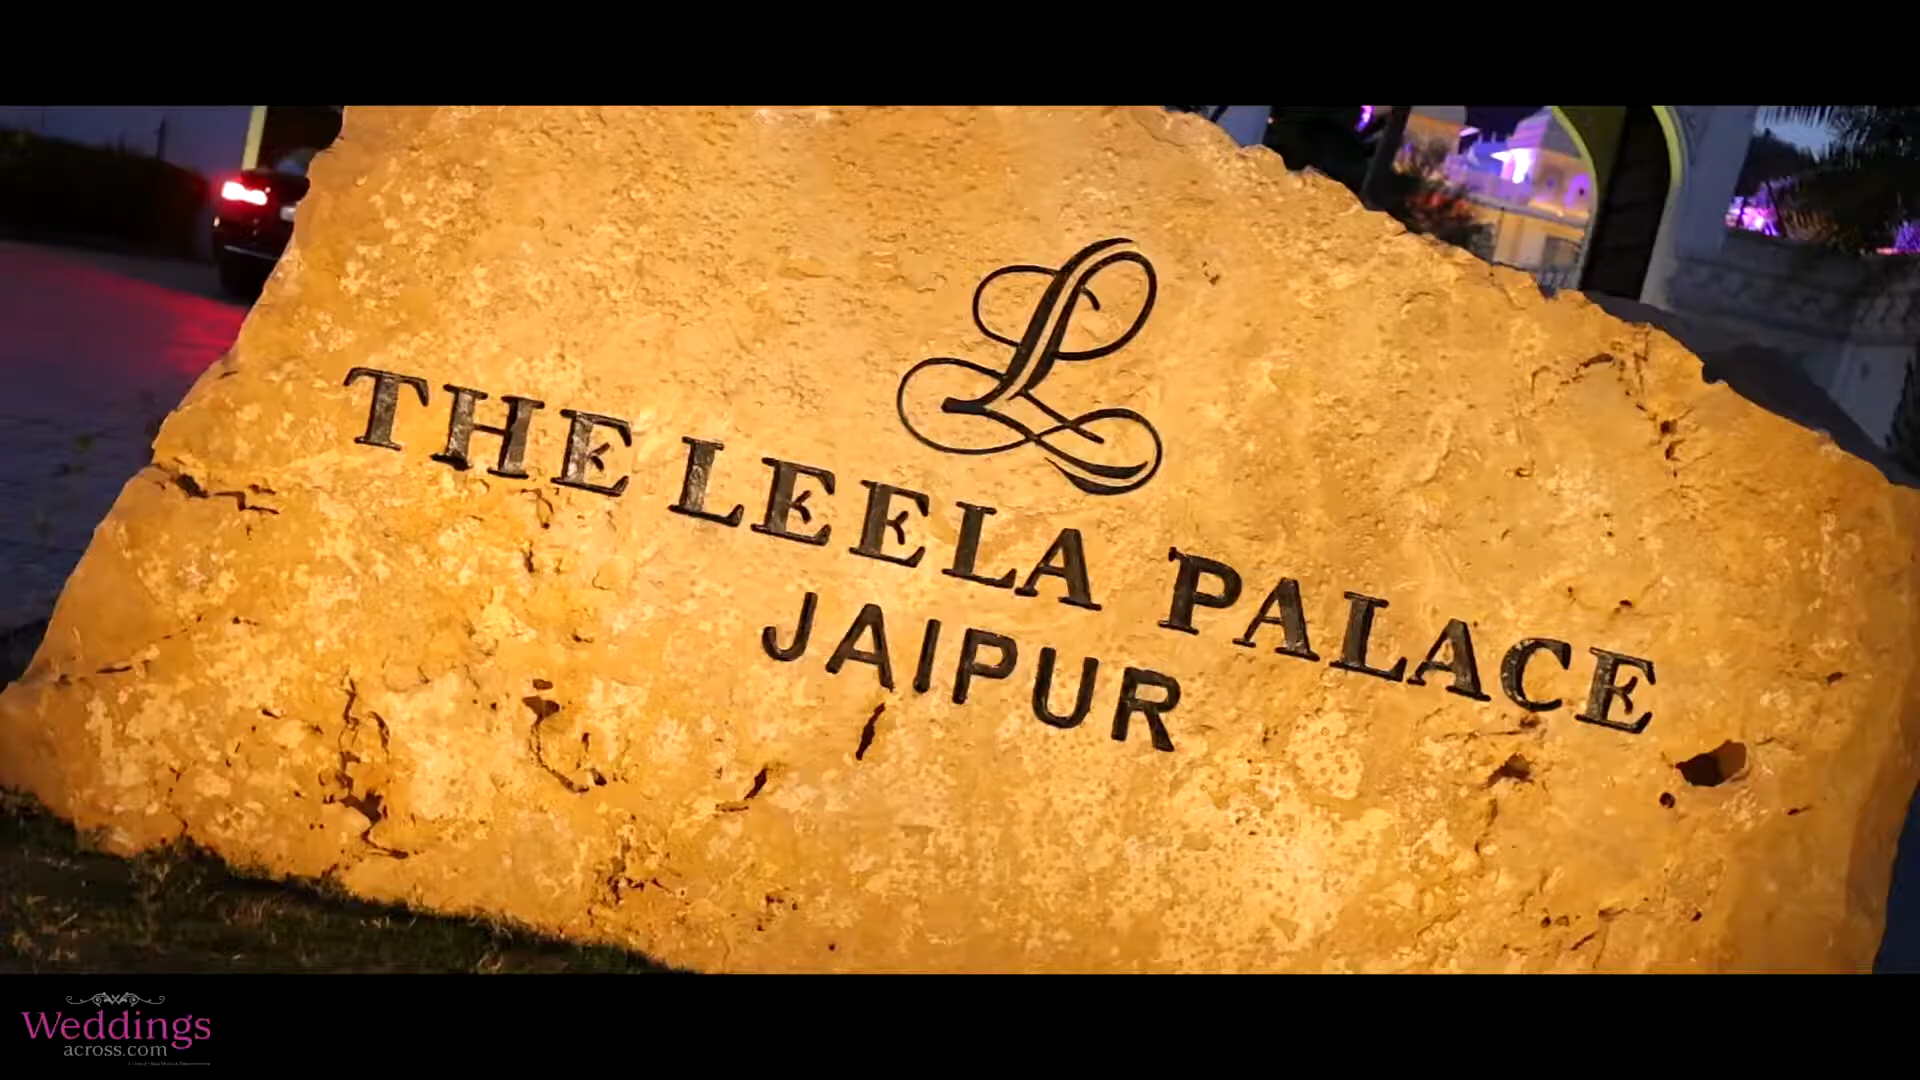 L
THE LEELA PALACE
JAIPUR
Weddings
across.com